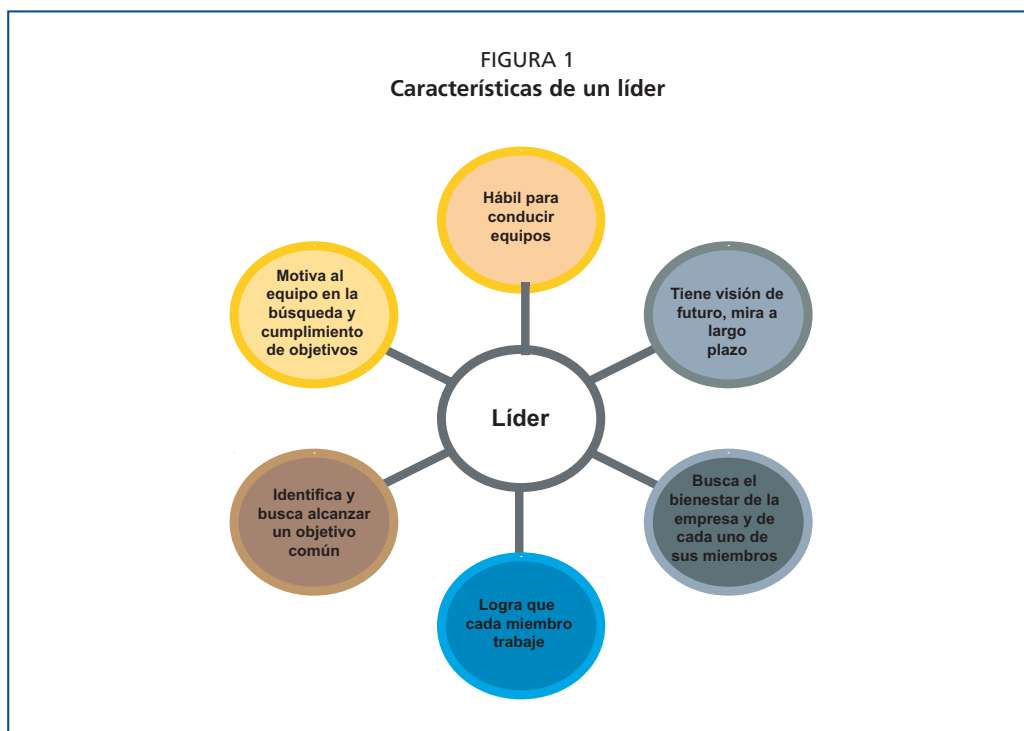 FIGURA 1
Características de un líder
Hábil para
conducir
equipos
Motiva al
equipo en la
búsqueda y
cumplimiento
de objetivos
Tiene visión de
futuro, mira a
largo
plazo
Líder
Identifica y
busca alcanzar
un objetivo
común
Busca el
bienestar de la
empresa y de
cada uno de
sus miembros
Logra que
cada miembro
trabaje